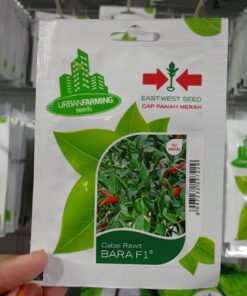 URBANFARMING
seeds
EAST-WEST SEED
CAP PANAH MERAH
Cabai Rawit
BARA F1®